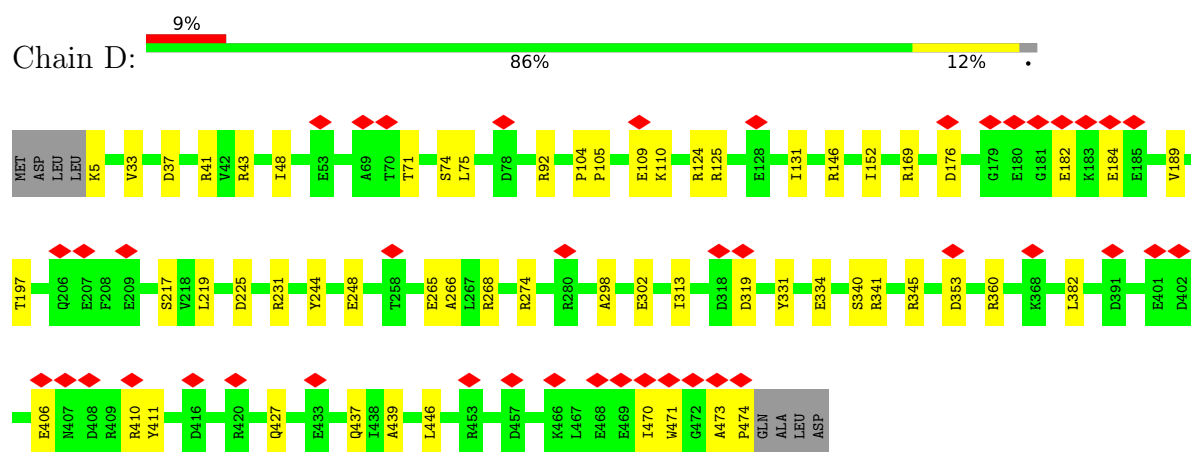 9%
Chain D:
86% 12% •
MET ASP LEU LEU K5 V33 D37 R41 V42 R43 I48 E53 A69 T70 T71 S74 L75 D78 R92 P104 P105 E109 K110 R124 R125 E128 I131 R146 I152 R169 D176 G179 E180 G181 E182 K183 E184 E185 V189
T197 Q206 E207 F208 E209 S217 V218 L219 D225 R231 Y244 E248 T258 E265 A266 L267 R268 R274 R280 A298 E302 I313 D318 D319 Y331 E334 S340 R341 R345 D353 R360 K368 L382 D391 E401 D402
E406 N407 D408 R409 R410 Y411 D416 R420 Q427 E433 Q437 I438 A439 L446 R453 D457 K466 L467 E468 E469 I470 W471 G472 A473 P474 GLN ALA LEU ASP